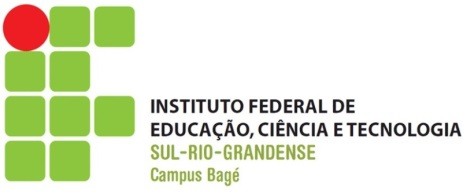 INSTITUTO FEDERAL DE
EDUCAÇÃO, CIÊNCIA E TECNOLOGIA
SUL-RIO-GRANDENSE
Campus Bagé